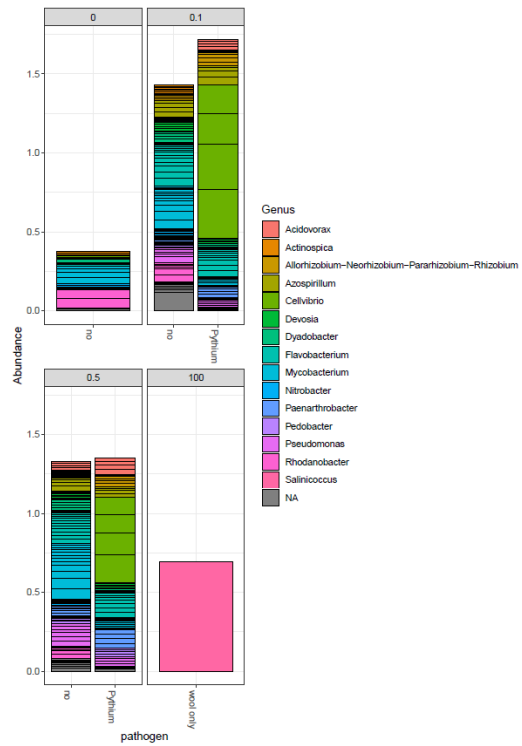 0
0.1
1.5
1.0
0.5
0.0
no
no
Pythium
Abundance
0.5
100
1.5
1.0
0.5
0.0
no
Pythium
wool only
pathogen
Genus
Acidovorax
Actinospica
Allorhizobium-Neorhizobium-Pararhizobium-Rhizobium
Azospirillum
Cellvibrio
Devosia
Dyadobacter
Flavobacterium
Mycobacterium
Nitrobacter
Paenarthrobacter
Pedobacter
Pseudomonas
Rhodanobacter
Salinicoccus
NA